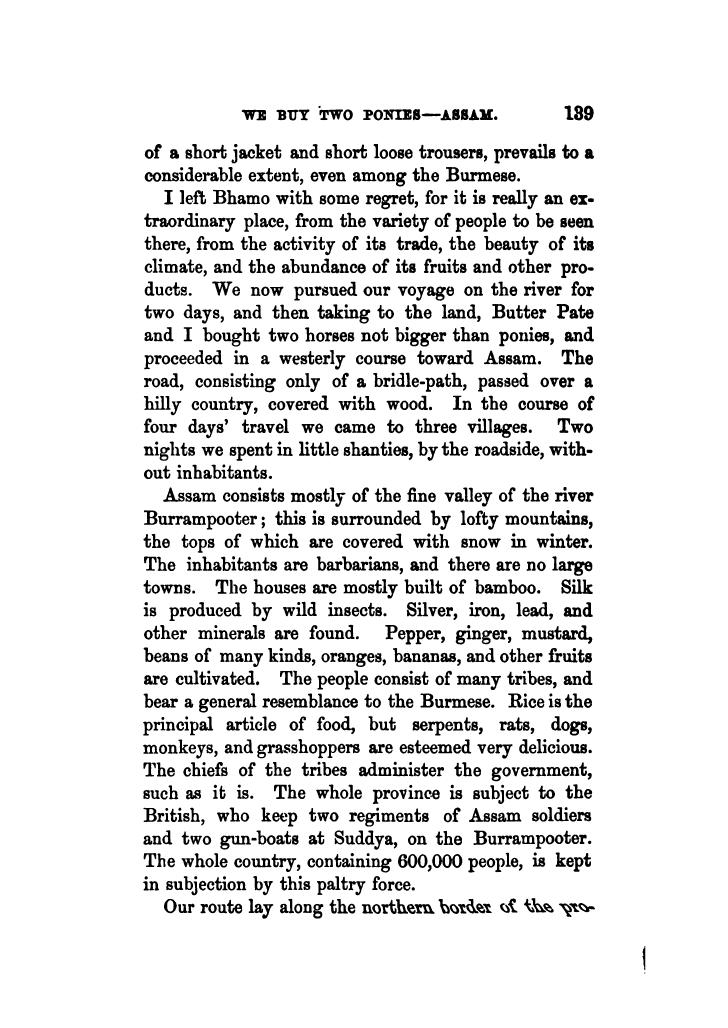 WE BUY TWO PONIES—ASSAM. 139
of a short jacket and short loose trousers, prevails to a
considerable extent, even among the Burmese.
I left Bhamo with some regret, for it is really an ex-
traordinary place, from the variety of people to be seen
there, from the activity of its trade, the beauty of its
climate, and the abundance of its fruits and other pro-
ducts. We now pursued our voyage on the river for
two days, and then taking to the land, Butter Pate
and I bought two horses not bigger than ponies, and
proceeded in a westerly course toward Assam. The
road, consisting only of a bridle-path, passed over a
hilly country, covered with wood. In the course of
four days' travel we came to three villages. Two
nights we spent in little shanties, by the roadside, with-
out inhabitants.
Assam consists mostly of the fine valley of the river
Burrampooter; this is surrounded by lofty mountains,
the tops of which are covered with snow in winter.
The inhabitants are barbarians, and there are no large
towns. The houses are mostly built of bamboo. Silk
is produced by wild insects. Silver, iron, lead, and
other minerals are found. Pepper, ginger, mustard,
beans of many kinds, oranges, bananas, and other fruits
are cultivated. The people consist of many tribes, and
bear a general resemblance to the Burmese. Rice is the
principal article of food, but serpents, rats, dogs,
monkeys, and grasshoppers are esteemed very delicious.
The chiefs of the tribes administer the government,
such as it is. The whole province is subject to the
British, who keep two regiments of Assam soldiers
and two gun-boats at Suddya, on the Burrampooter.
The whole country, containing 600,000 people, is kept
in subjection by this paltry force.
Our route lay along the northern border of the pro-